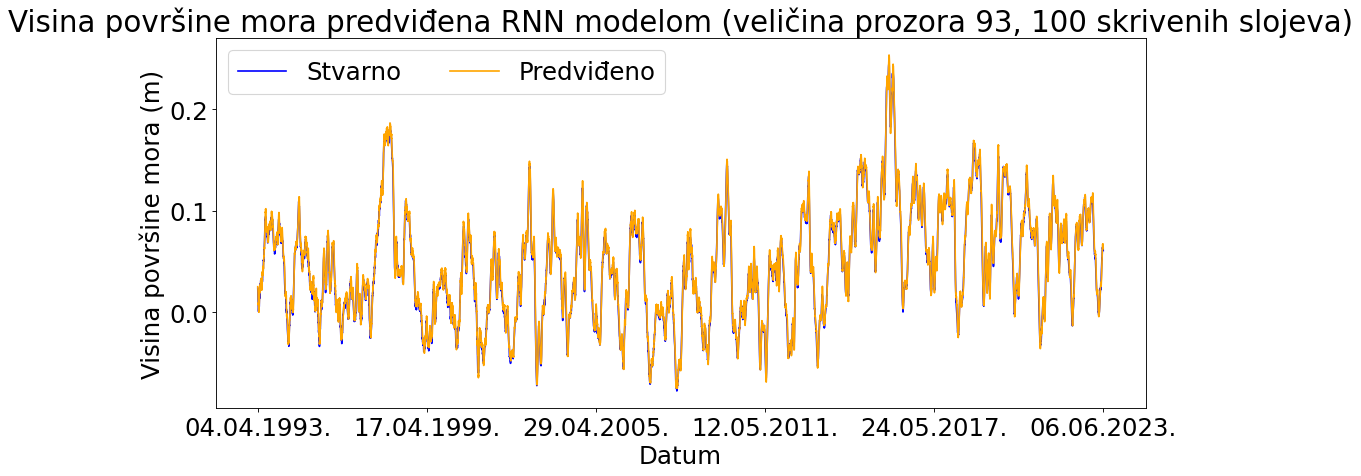 Visina površine mora predviđena RNN modelom (veličina prozora 93, 100 skrivenih slojeva)
Stvarno Predviđeno
Visina površine mora (m)
0.2
0.1
0.0
04.04.1993. 17.04.1999. 29.04.2005. 12.05.2011. 24.05.2017. 06.06.2023.
Datum